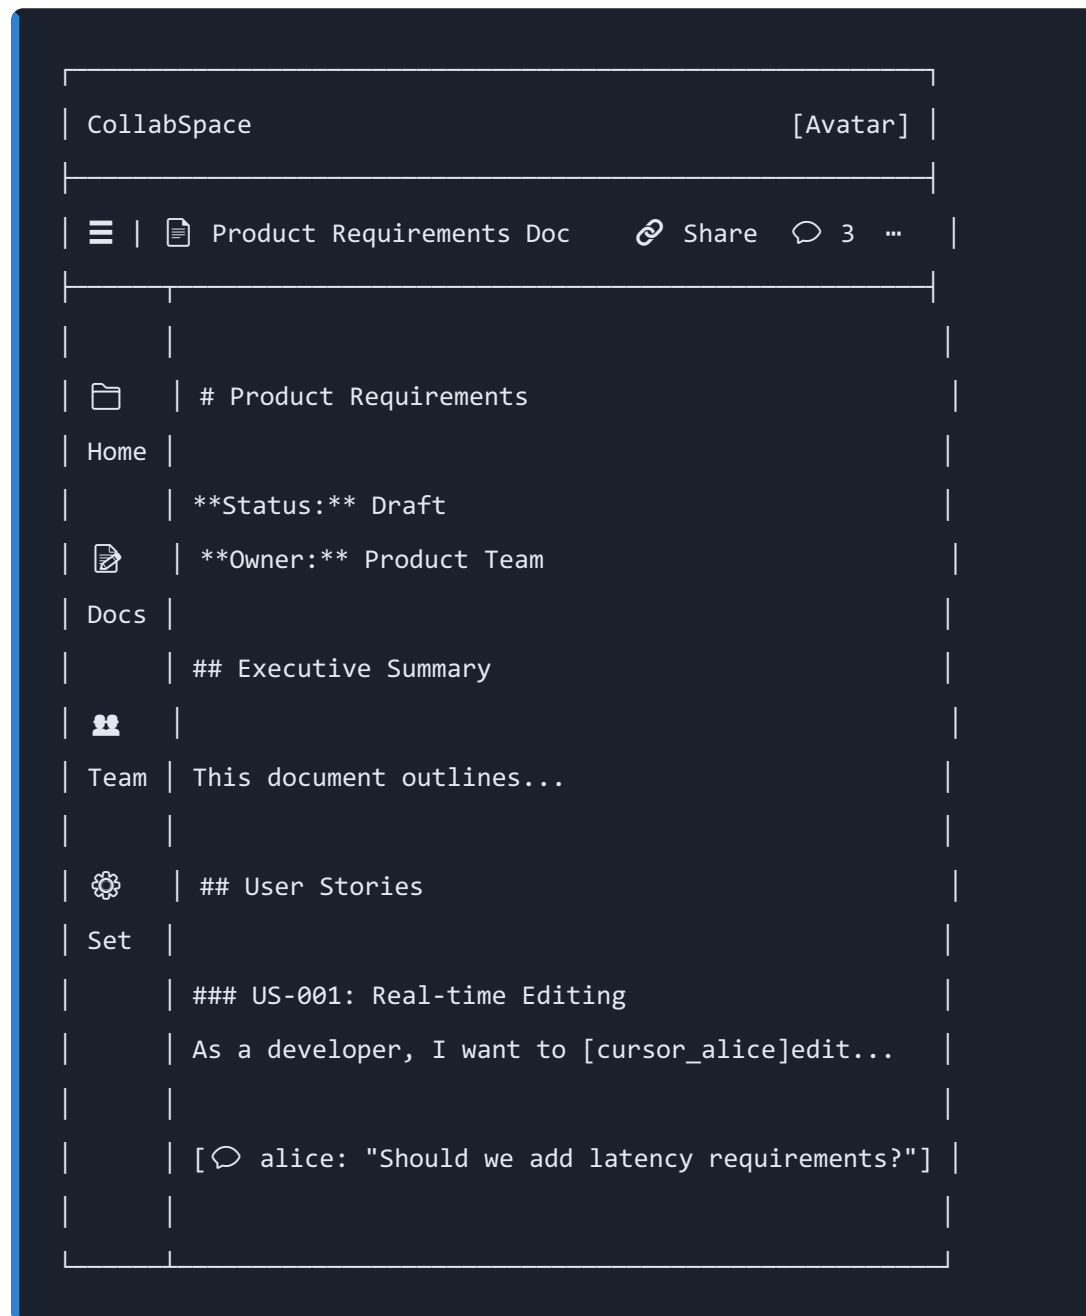 CollabSpace [Avatar]
☰ | 📄 Product Requirements Doc 🔗 Share 💬 3 ⋯
📁 # Product Requirements
Home
**Status:** Draft
📝 **Owner:** Product Team
Docs
## Executive Summary
👥
Team This document outlines...
⚙ ## User Stories
Set
### US-001: Real-time Editing
As a developer, I want to [cursor_alice]edit...
[💬 alice: "Should we add latency requirements?"]